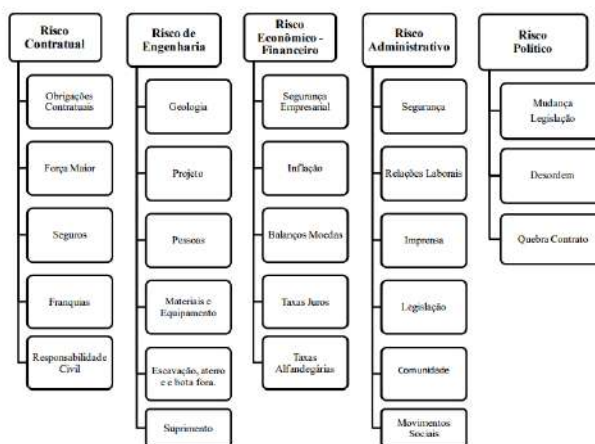 Risco
Contratual
Obrigações
Contratuais
Força Maior
Seguros
Franquias
Responsabilidade
Civil
Risco de
Engenharia
Geologia
Projeto
Pessoas
Materiais e
Equipamento
Escavação, aterro
e e bota fora.
Suprimento
Risco
Econômico -
Financeiro
Segurança
Empresarial
Inflação
Balanços Moedas
Taxas Juros
Taxas
Alfandegárias
Risco
Administrativo
Segurança
Relações Laborais
Imprensa
Legislação
Comunidade
Movimentos
Sociais
Risco
Político
Mudança
Legislação
Desordem
Quebra Contrato